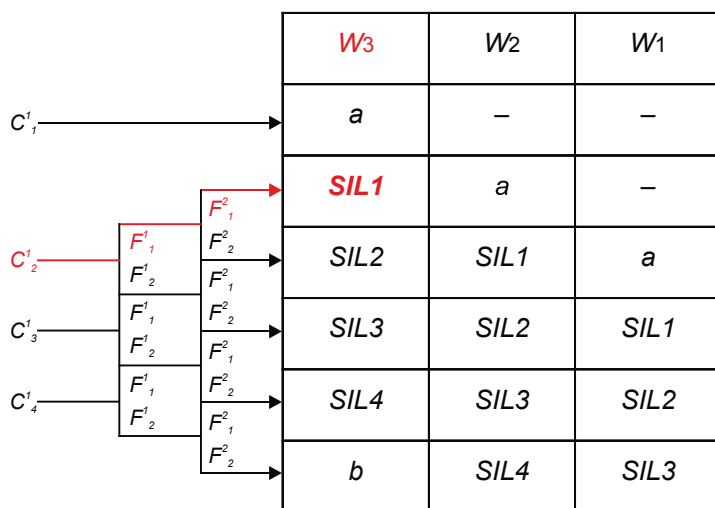 W3 W2 W1
C¹₁ a – –
F²₁ SIL1 a –
F¹₁ F²₂
C¹₂ SIL2 SIL1 a
F¹₂ F²₁
F¹₁ F²₂
C¹₃ SIL3 SIL2 SIL1
F¹₂ F²₁
F¹₁ F²₂
C¹₄ SIL4 SIL3 SIL2
F¹₂ F²₁
F²₂ b SIL4 SIL3